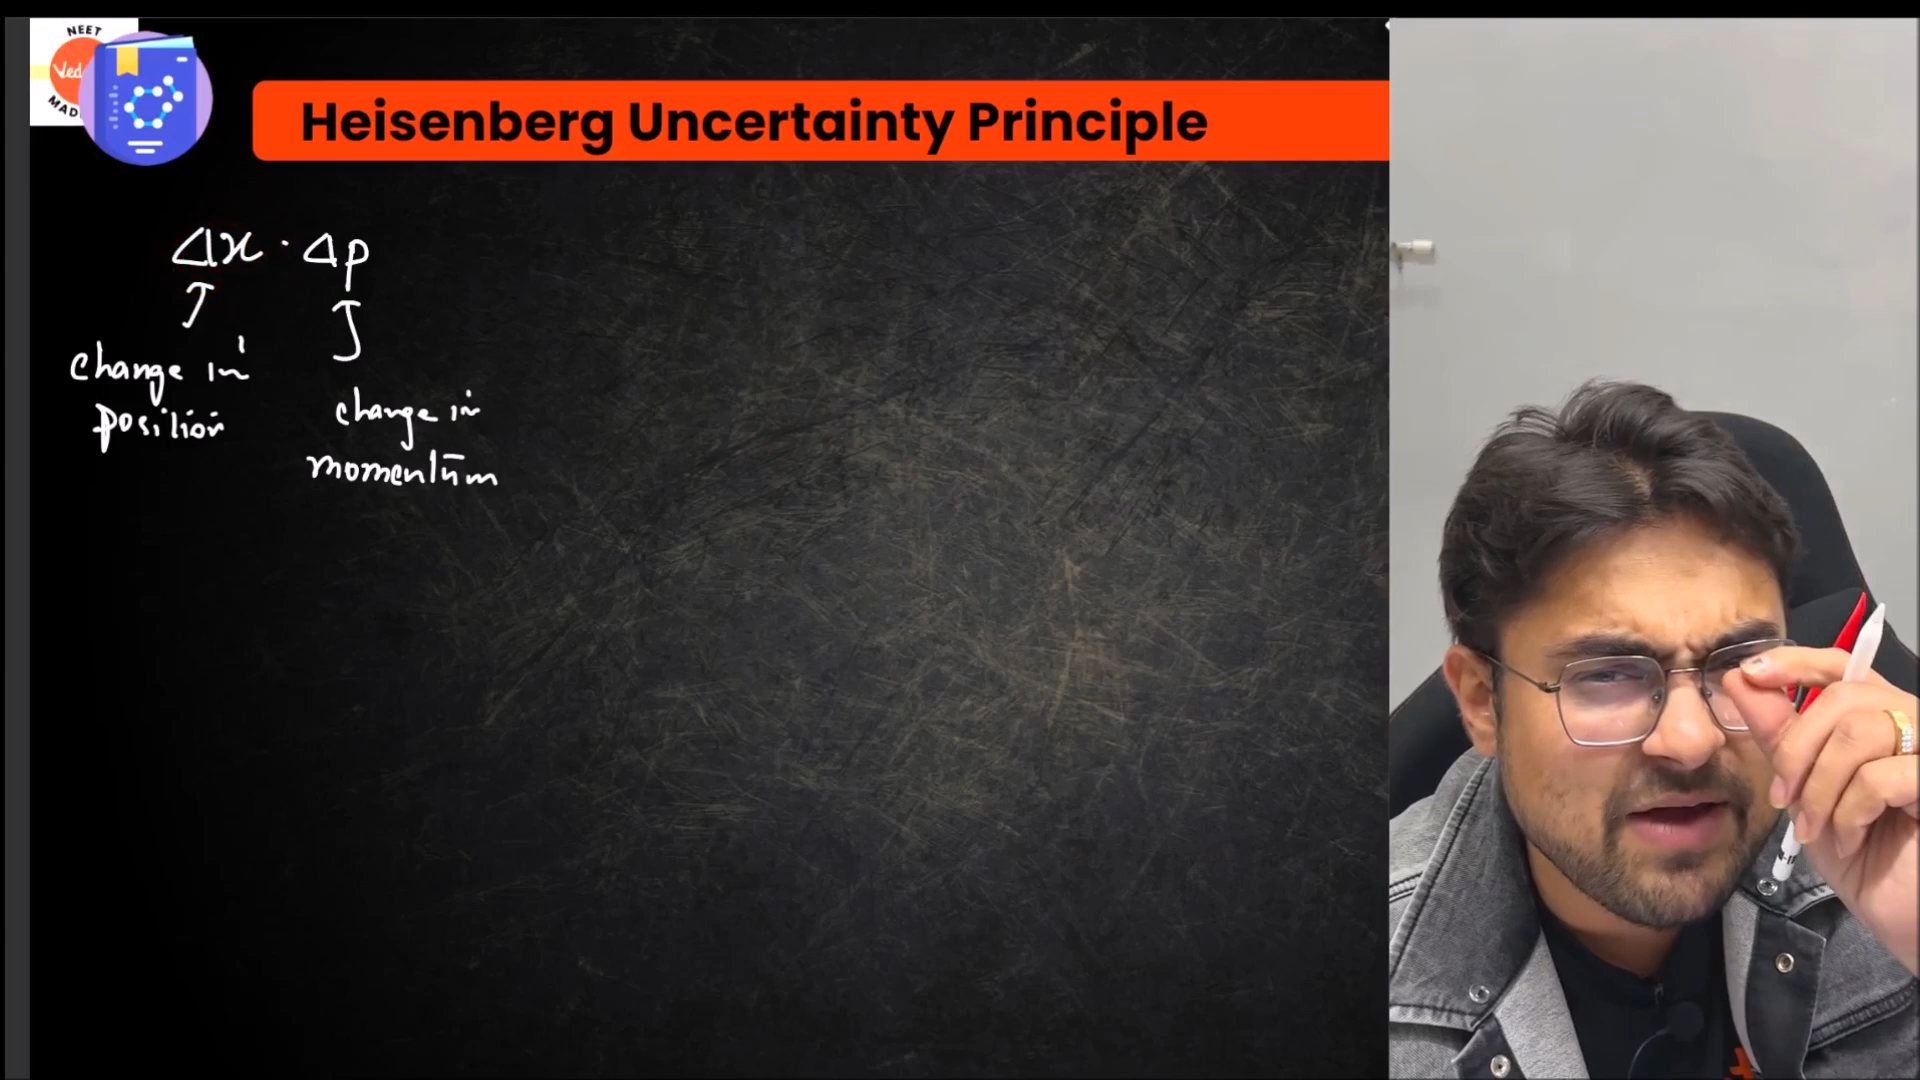 NEET
Ved
MAD
Heisenberg Uncertainty Principle
Δx · Δp
change in
position
change in
momentum